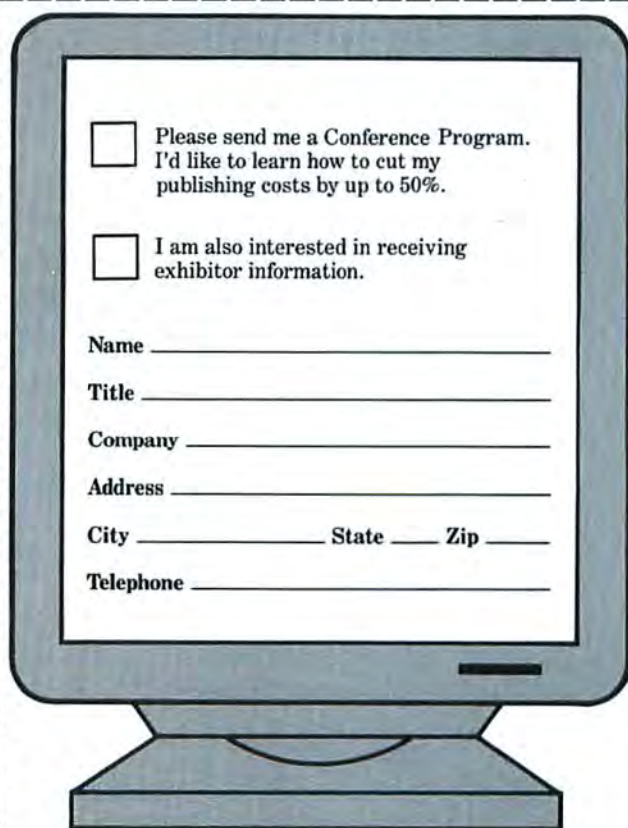 Please send me a Conference Program.
I'd like to learn how to cut my
publishing costs by up to 50%.
I am also interested in receiving
exhibitor information.
Name
Title
Company
Address
City State Zip
Telephone